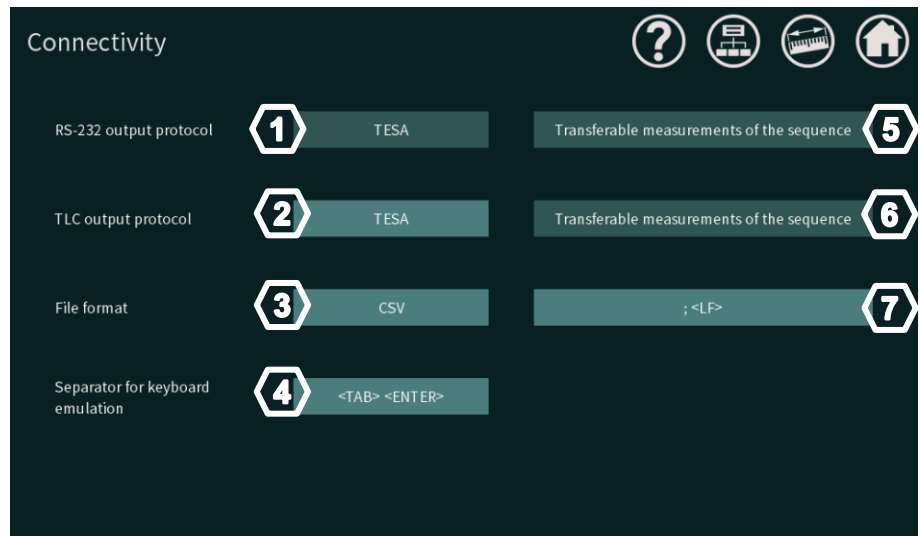 Connectivity
?
RS-232 output protocol
1
TESA
Transferable measurements of the sequence
5
TLC output protocol
2
TESA
Transferable measurements of the sequence
6
File format
3
CSV
; <LF>
7
Separator for keyboard
emulation
4
<TAB> <ENTER>